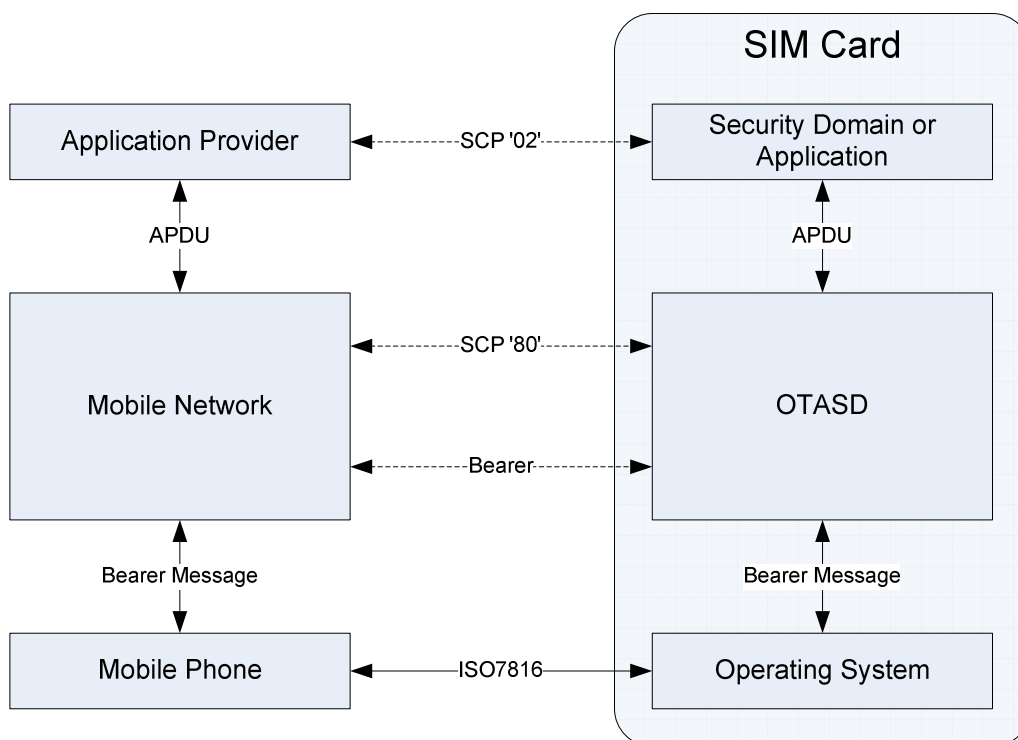 SIM Card
Application Provider
SCP '02'
Security Domain or
Application
APDU
APDU
Mobile Network
SCP '80'
Bearer
OTASD
Bearer Message
Bearer Message
Mobile Phone
ISO7816
Operating System